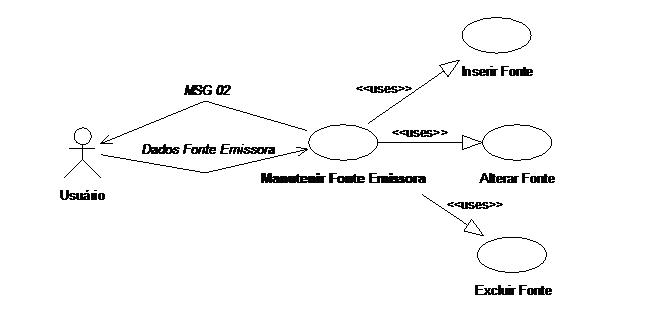 Inserir Fonte
<<uses>>
MSG 02
<<uses>>
Dados Fonte Emissora
Manutenir Fonte Emissora
Alterar Fonte
Usuário
<<uses>>
Excluir Fonte